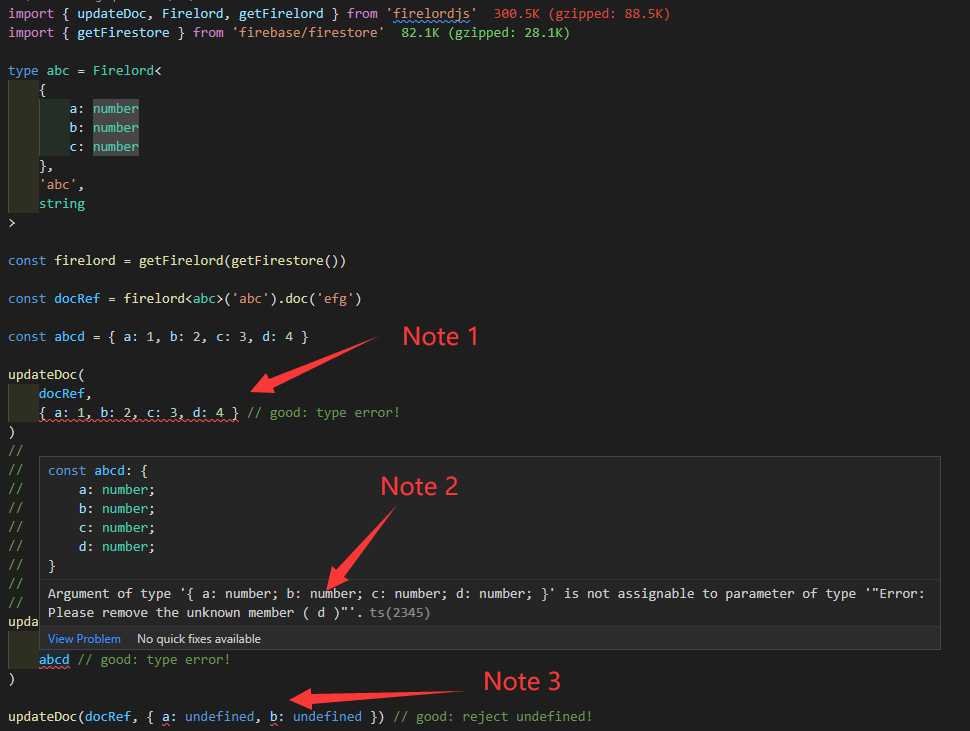 import { updateDoc, Firelord, getFirelord } from 'firelordjs' 300.5K (gzipped: 88.5K)
import { getFirestore } from 'firebase/firestore' 82.1K (gzipped: 28.1K)
type abc = Firelord<
{
a: number
b: number
c: number
},
'abc',
string
>
const firelord = getFirelord(getFirestore())
const docRef = firelord<abc>('abc').doc('efg')
const abcd = { a: 1, b: 2, c: 3, d: 4 }
Note 1
updateDoc(
docRef,
{ a: 1, b: 2, c: 3, d: 4 } // good: type error!
)
//
//
//
//
//
//
//
//
//
const abcd: {
a: number;
b: number;
c: number;
d: number;
}
Note 2
Argument of type '{ a: number; b: number; c: number; d: number; }' is not assignable to parameter of type '"Error:
Please remove the unknown member ( d )"'. ts(2345)
upda
View Problem No quick fixes available
abcd // good: type error!
)
Note 3
updateDoc(docRef, { a: undefined, b: undefined }) // good: reject undefined!